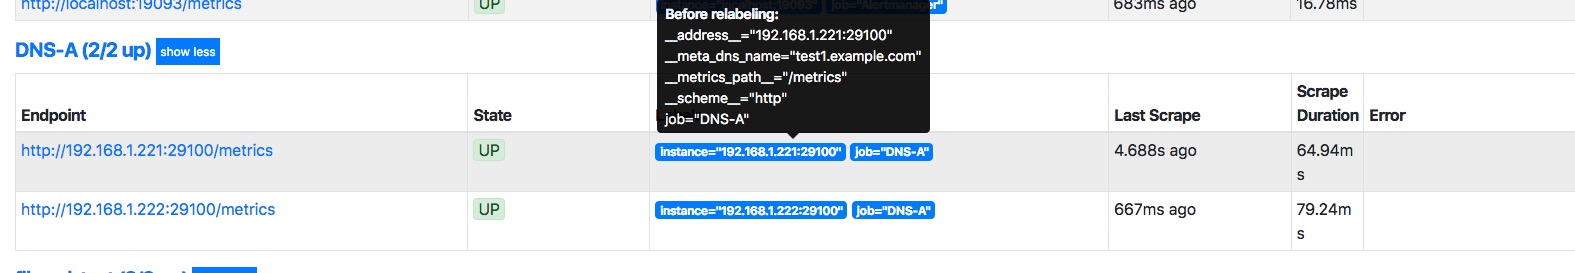 http://localhost:19093/metrics UP instance="localhost:19093" job="Alertmanager" 683ms ago 16.78ms
Before relabeling:
__address__="192.168.1.221:29100"
__meta_dns_name="test1.example.com"
__metrics_path__="/metrics"
__scheme__="http"
job="DNS-A"
DNS-A (2/2 up) show less
Endpoint State Last Scrape Scrape Duration Error
http://192.168.1.221:29100/metrics UP instance="192.168.1.221:29100" job="DNS-A" 4.688s ago 64.94ms
http://192.168.1.222:29100/metrics UP instance="192.168.1.222:29100" job="DNS-A" 667ms ago 79.24ms